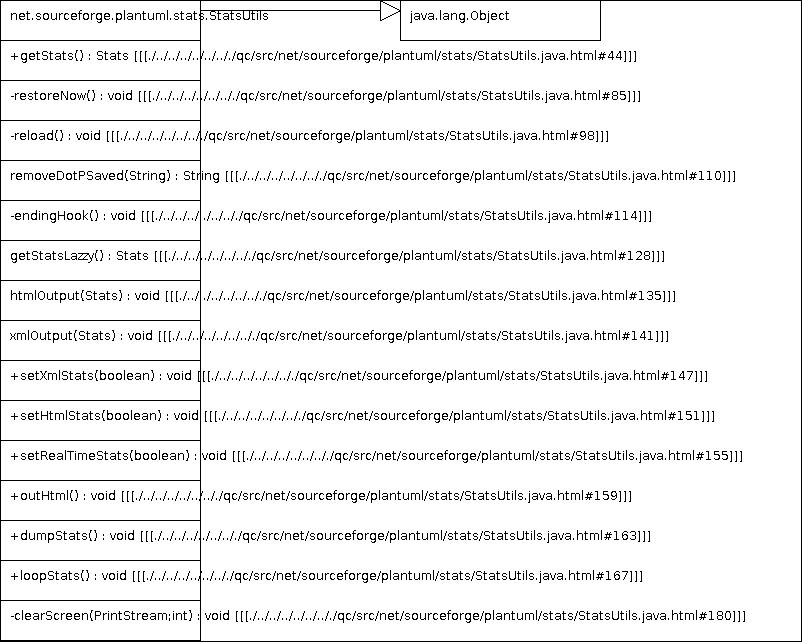 net.sourceforge.plantuml.stats.StatsUtils
java.lang.Object
+getStats() : Stats [[[./../../../../../././qc/src/net/sourceforge/plantuml/stats/StatsUtils.java.html#44]]]
-restoreNow() : void [[[./../../../../../././qc/src/net/sourceforge/plantuml/stats/StatsUtils.java.html#85]]]
-reload() : void [[[./../../../../../././qc/src/net/sourceforge/plantuml/stats/StatsUtils.java.html#98]]]
removeDotPSaved(String) : String [[[./../../../../../././qc/src/net/sourceforge/plantuml/stats/StatsUtils.java.html#110]]]
-endingHook() : void [[[./../../../../../././qc/src/net/sourceforge/plantuml/stats/StatsUtils.java.html#114]]]
getStatsLazzy() : Stats [[[./../../../../../././qc/src/net/sourceforge/plantuml/stats/StatsUtils.java.html#128]]]
htmlOutput(Stats) : void [[[./../../../../../././qc/src/net/sourceforge/plantuml/stats/StatsUtils.java.html#135]]]
xmlOutput(Stats) : void [[[./../../../../../././qc/src/net/sourceforge/plantuml/stats/StatsUtils.java.html#141]]]
+setXmlStats(boolean) : void [[[./../../../../../././qc/src/net/sourceforge/plantuml/stats/StatsUtils.java.html#147]]]
+setHtmlStats(boolean) : void [[[./../../../../../././qc/src/net/sourceforge/plantuml/stats/StatsUtils.java.html#151]]]
+setRealTimeStats(boolean) : void [[[./../../../../../././qc/src/net/sourceforge/plantuml/stats/StatsUtils.java.html#155]]]
+outHtml() : void [[[./../../../../../././qc/src/net/sourceforge/plantuml/stats/StatsUtils.java.html#159]]]
+dumpStats() : void [[[./../../../../../././qc/src/net/sourceforge/plantuml/stats/StatsUtils.java.html#163]]]
+loopStats() : void [[[./../../../../../././qc/src/net/sourceforge/plantuml/stats/StatsUtils.java.html#167]]]
-clearScreen(PrintStream;int) : void [[[./../../../../../././qc/src/net/sourceforge/plantuml/stats/StatsUtils.java.html#180]]]